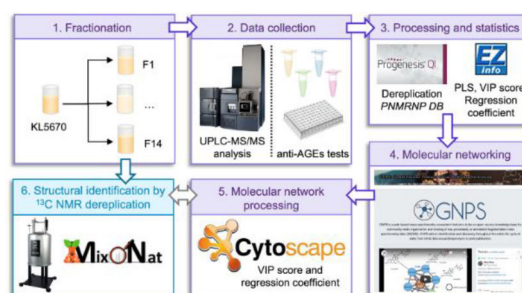 1. Fractionation
F1
...
KL5670
F14
2. Data collection
UPLC-MS/MS
analysis
anti-AGEs tests
3. Processing and statistics
Progenesis QI
EZ
info
Dereplication
PNMRNP DB
PLS, VIP score
Regression
coefficient
4. Molecular networking
GNPS
5. Molecular network
processing
Cytoscape
VIP score and
regression coefficient
6. Structural identification by
13C NMR dereplication
MixONat